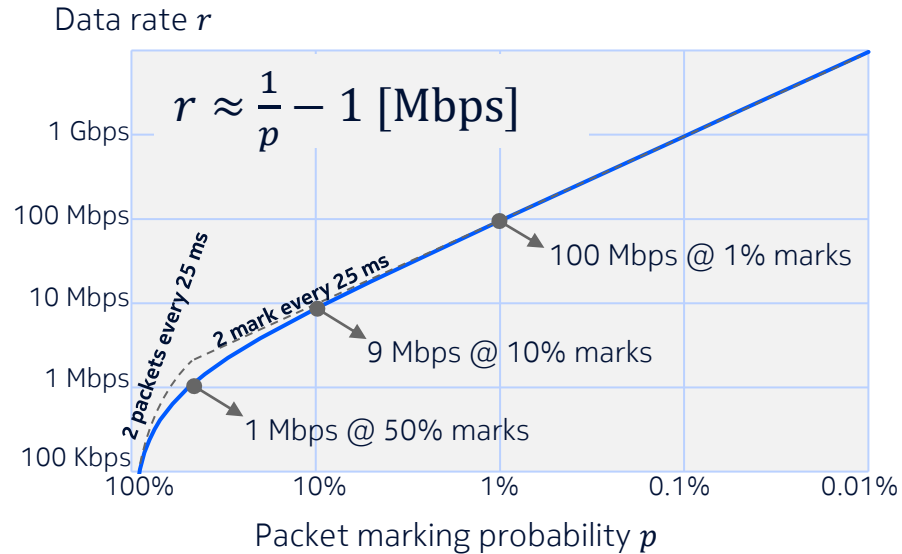 Data rate r
r ≈ 1/p − 1 [Mbps]
1 Gbps
100 Mbps
10 Mbps
1 Mbps
100 Kbps
2 packets every 25 ms
2 mark every 25 ms
100 Mbps @ 1% marks
9 Mbps @ 10% marks
1 Mbps @ 50% marks
100% 10% 1% 0.1% 0.01%
Packet marking probability p